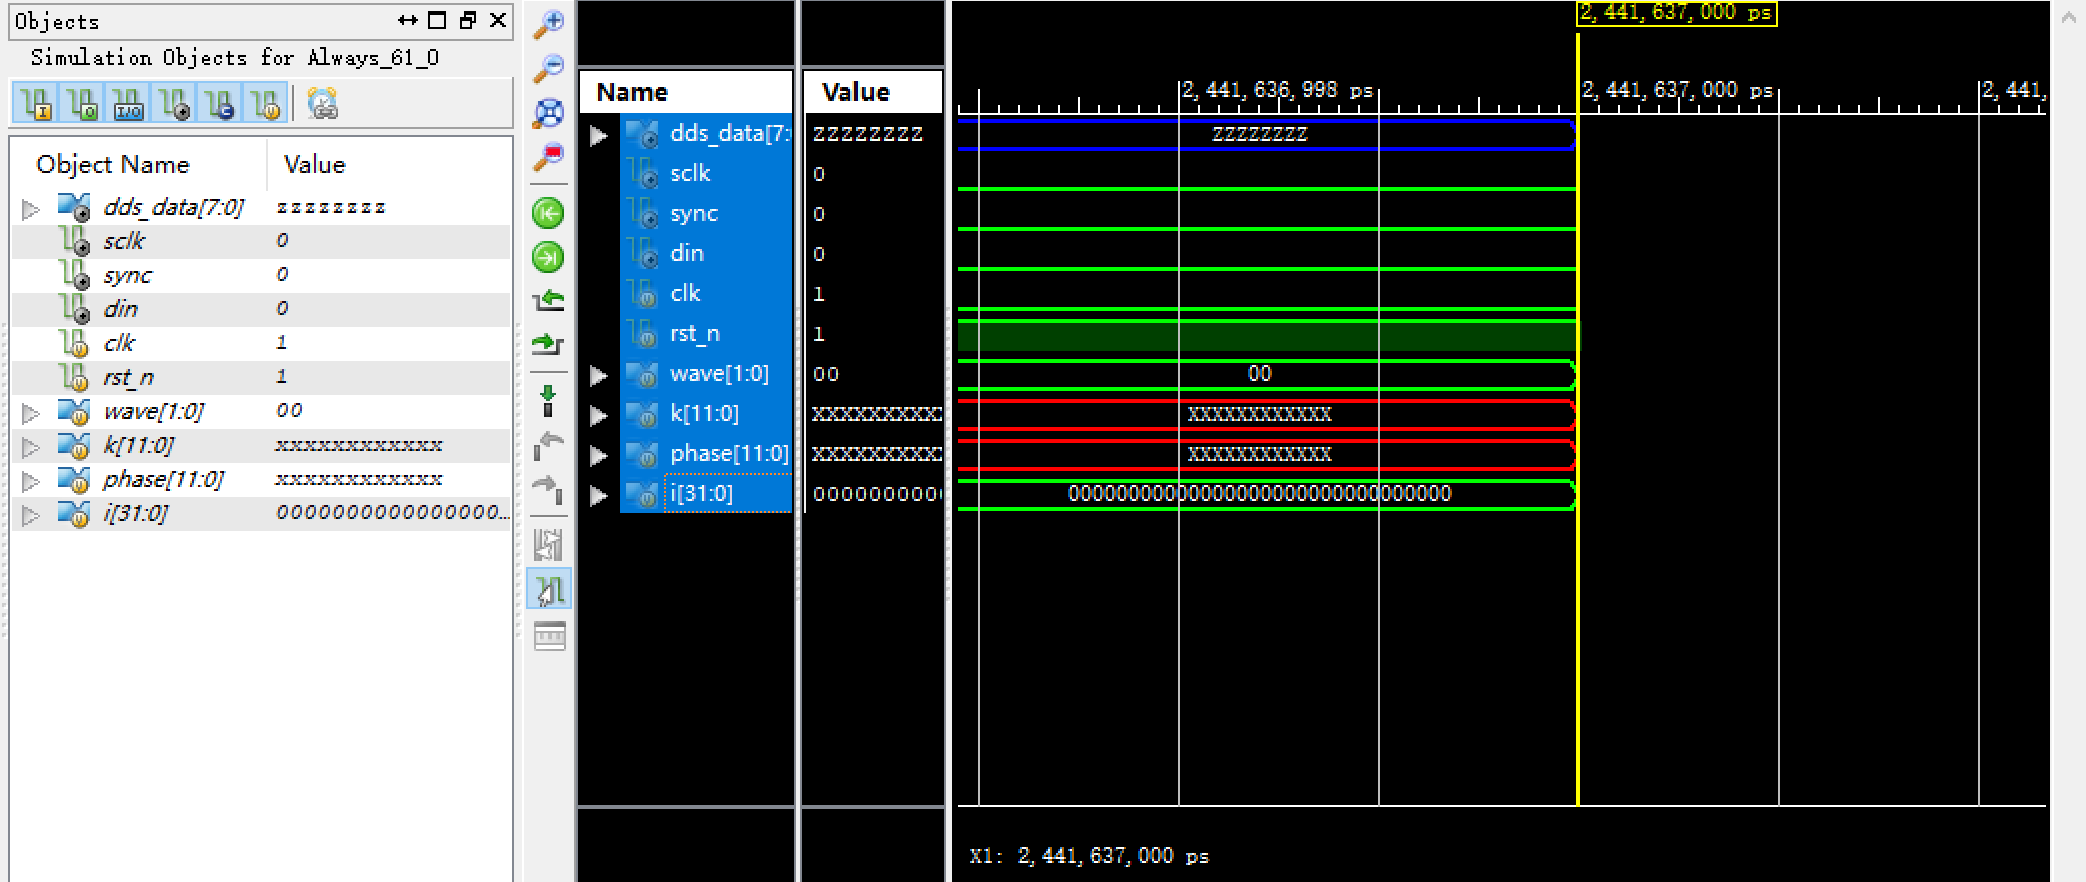 Objects
Simulation Objects for Always_61_0
Object Name Value
dds_data[7:0] zzzzzzzz
sclk 0
sync 0
din 0
clk 1
rst_n 1
wave[1:0] 00
k[11:0] xxxxxxxxxxxx
phase[11:0] xxxxxxxxxxxx
i[31:0] 0000000000000000...
Name Value
dds_data[7: zzzzzzzz
sclk 0
sync 0
din 0
clk 1
rst_n 1
wave[1:0] 00
k[11:0] xxxxxxxxxxx
phase[11:0] xxxxxxxxxxx
i[31:0] 00000000000
2,441,637,000 ps
2,441,636,998 ps 2,441,637,000 ps 2,441,
zzzzzzzz
00
xxxxxxxxxxxx
xxxxxxxxxxxx
00000000000000000000000000000000
X1: 2,441,637,000 ps